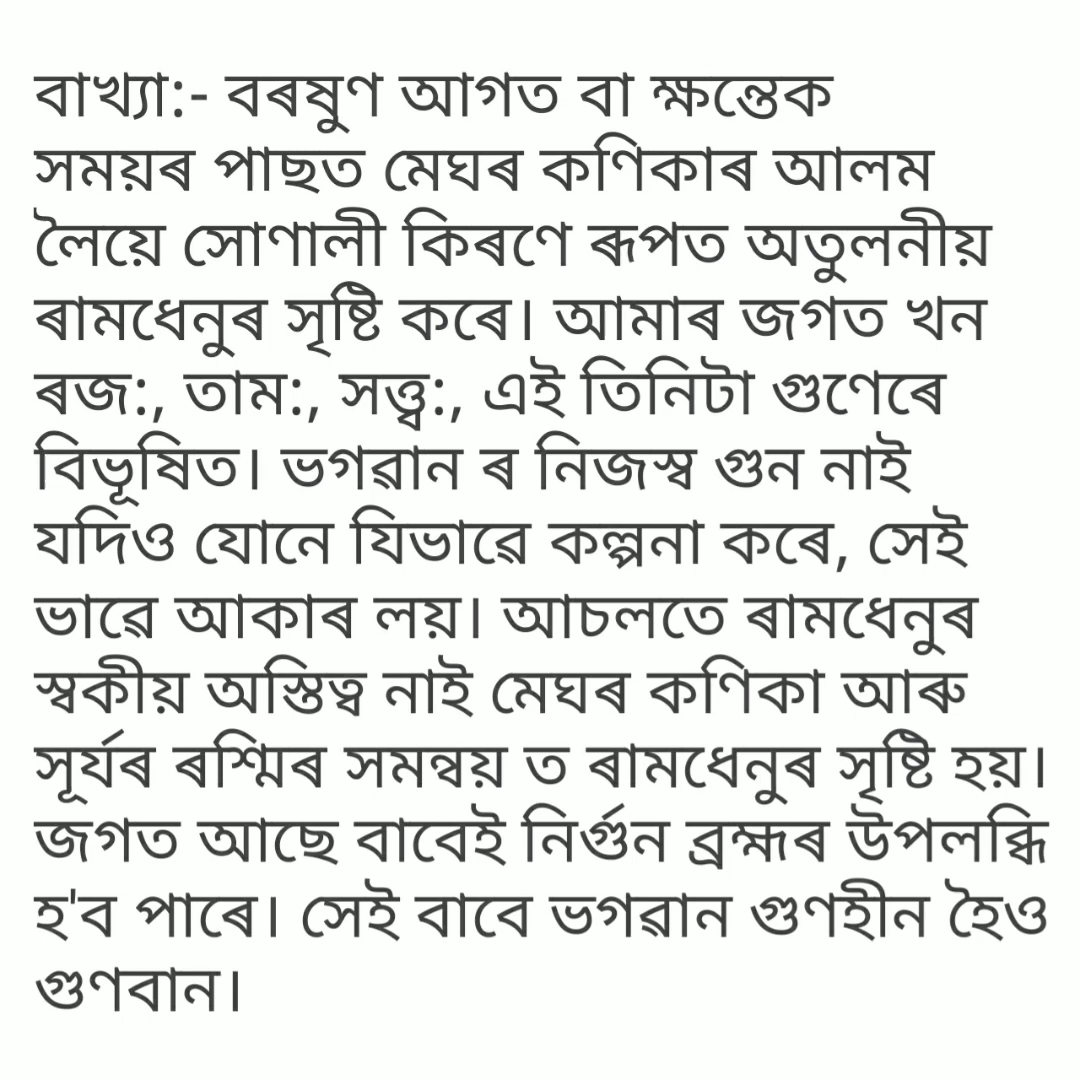 বাখ্যা:- বৰষুণ আগত বা ক্ষন্তেক
সময়ৰ পাছত মেঘৰ কণিকাৰ আলম
লৈয়ে সোণালী কিৰণে ৰূপত অতুলনীয়
ৰামধেনুৰ সৃষ্টি কৰে। আমাৰ জগত খন
ৰজ:, তাম:, সত্ত্ব:, এই তিনিটা গুণেৰে
বিভূষিত। ভগৱান ৰ নিজস্ব গুন নাই
যদিও যোনে যিভাৱে কল্পনা কৰে, সেই
ভাৱে আকাৰ লয়। আচলতে ৰামধেনুৰ
স্বকীয় অস্তিত্ব নাই মেঘৰ কণিকা আৰু
সূৰ্যৰ ৰশ্মিৰ সমন্বয় ত ৰামধেনুৰ সৃষ্টি হয়।
জগত আছে বাবেই নিৰ্গুন ব্ৰহ্মৰ উপলব্ধি
হ'ব পাৰে। সেই বাবে ভগৱান গুণহীন হৈও
গুণবান।